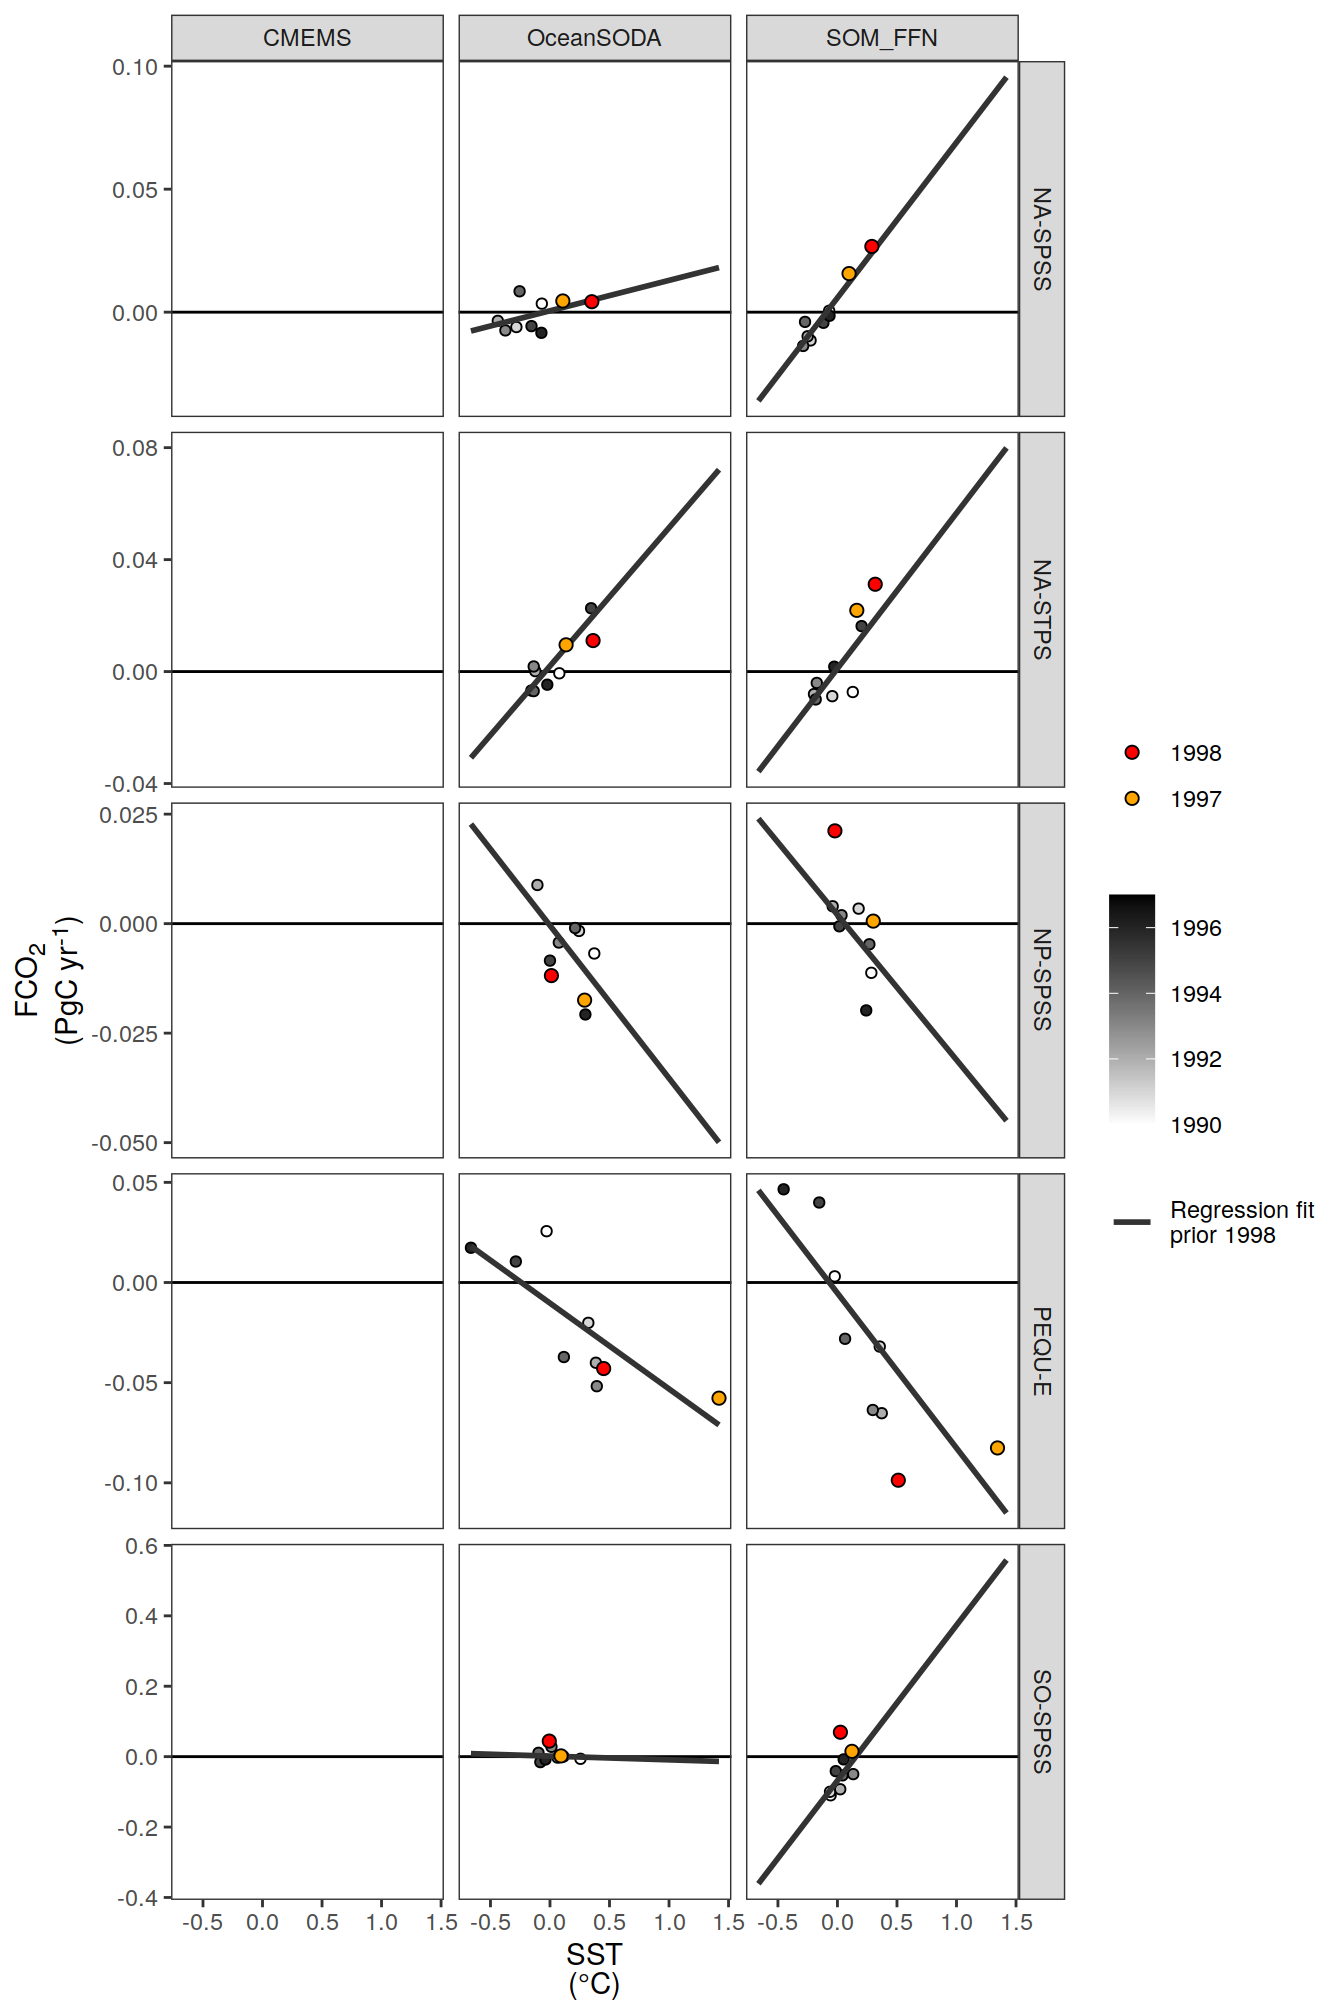 CMEMS OceanSODA SOM_FFN
0.10
0.05
0.00
NA-SPSS
0.08
0.04
0.00
-0.04
NA-STPS
0.025
0.000
-0.025
-0.050
NP-SPSS
0.05
0.00
-0.05
-0.10
PEQU-E
0.6
0.4
0.2
0.0
-0.2
-0.4
SO-SPSS
-0.5 0.0 0.5 1.0 1.5 -0.5 0.0 0.5 1.0 1.5 -0.5 0.0 0.5 1.0 1.5
SST
(°C)
FCO₂
(PgC yr⁻¹)
1998
1997
1996
1994
1992
1990
Regression fit
prior 1998